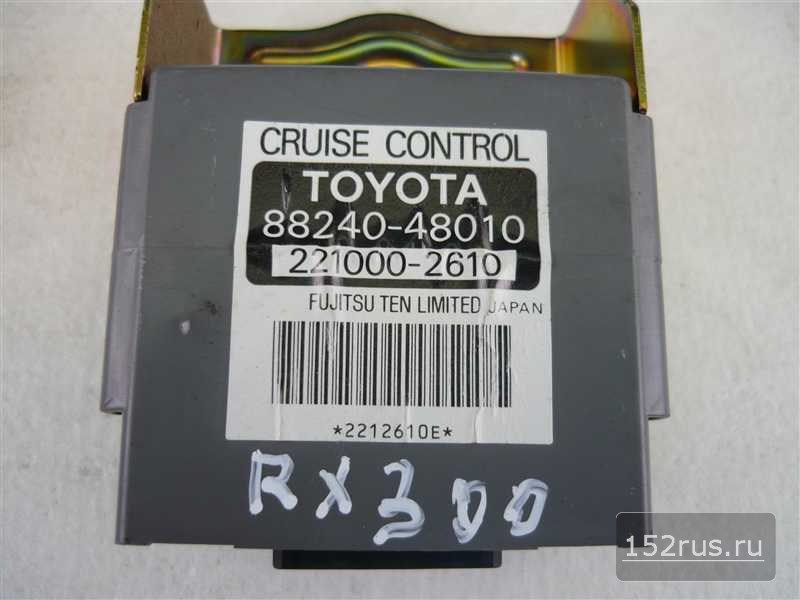 CRUISE CONTROL
TOYOTA
88240-48010
221000-2610
FUJITSU TEN LIMITED JAPAN
*2212610E*
RX300
152rus.ru